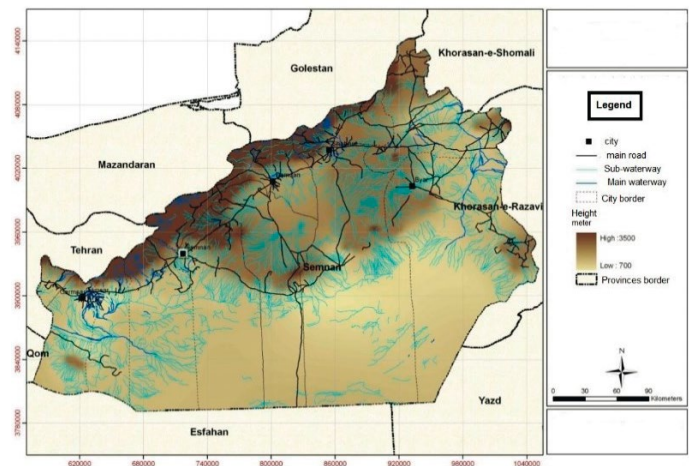 Golestan
Khorasan-e-Shomali
Mazandaran
Khorasan-e-Razavi
Tehran
Semnan
Qom
Yazd
Esfahan
4140000
4080000
4020000
3960000
3900000
3840000
3780000
620000
680000
740000
800000
860000
920000
980000
1040000
Legend
city
main road
Sub-waterway
Main waterway
City border
Height
meter
High :3500
Low : 700
Provinces border
N
0 30 60 90
Kilometers